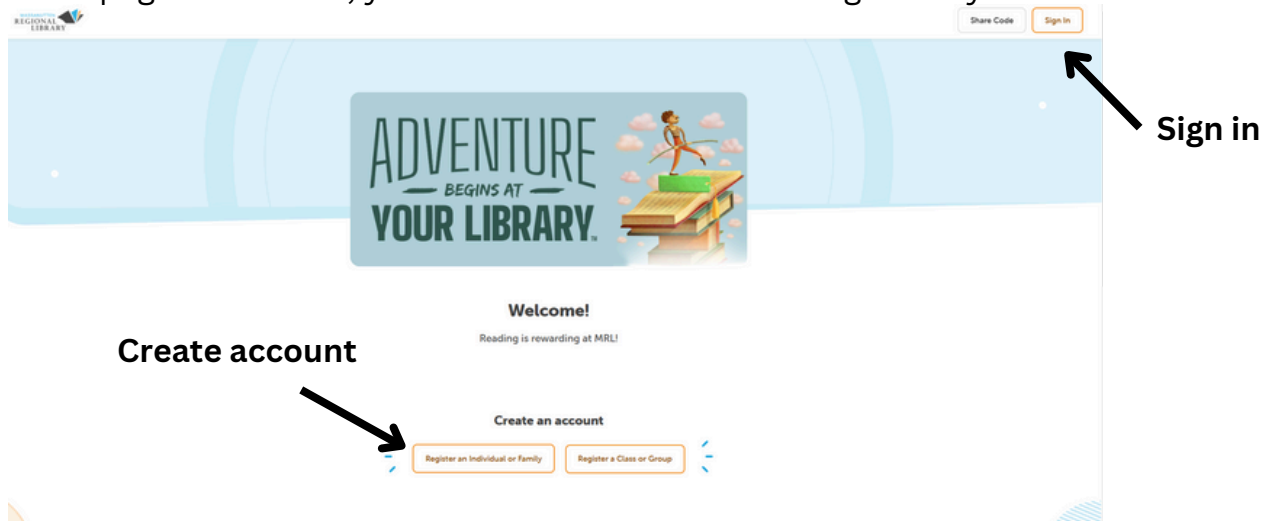 REGIONAL
LIBRARY
Share Code
Sign In
Sign in
ADVENTURE
BEGINS AT
YOUR LIBRARY™
Welcome!
Reading is rewarding at MRL!
Create account
Create an account
Register an Individual or Family
Register a Class or Group